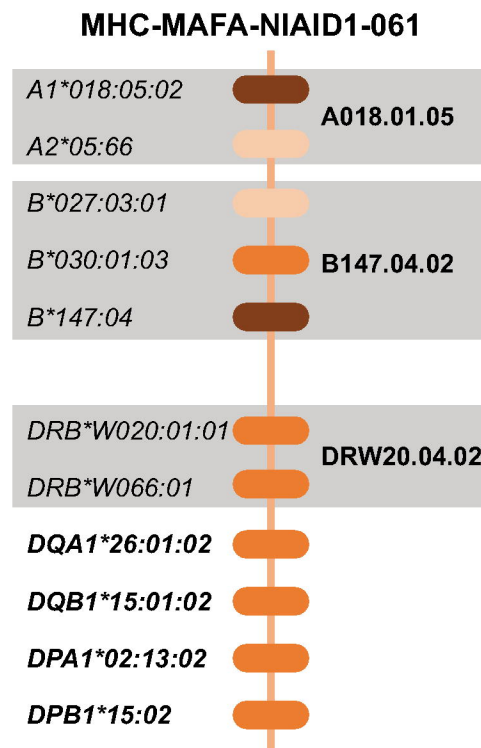 MHC-MAFA-NIAID1-061
A1*018:05:02
A018.01.05
A2*05:66
B*027:03:01
B*030:01:03
B147.04.02
B*147:04
DRB*W020:01:01
DRW20.04.02
DRB*W066:01
DQA1*26:01:02
DQB1*15:01:02
DPA1*02:13:02
DPB1*15:02